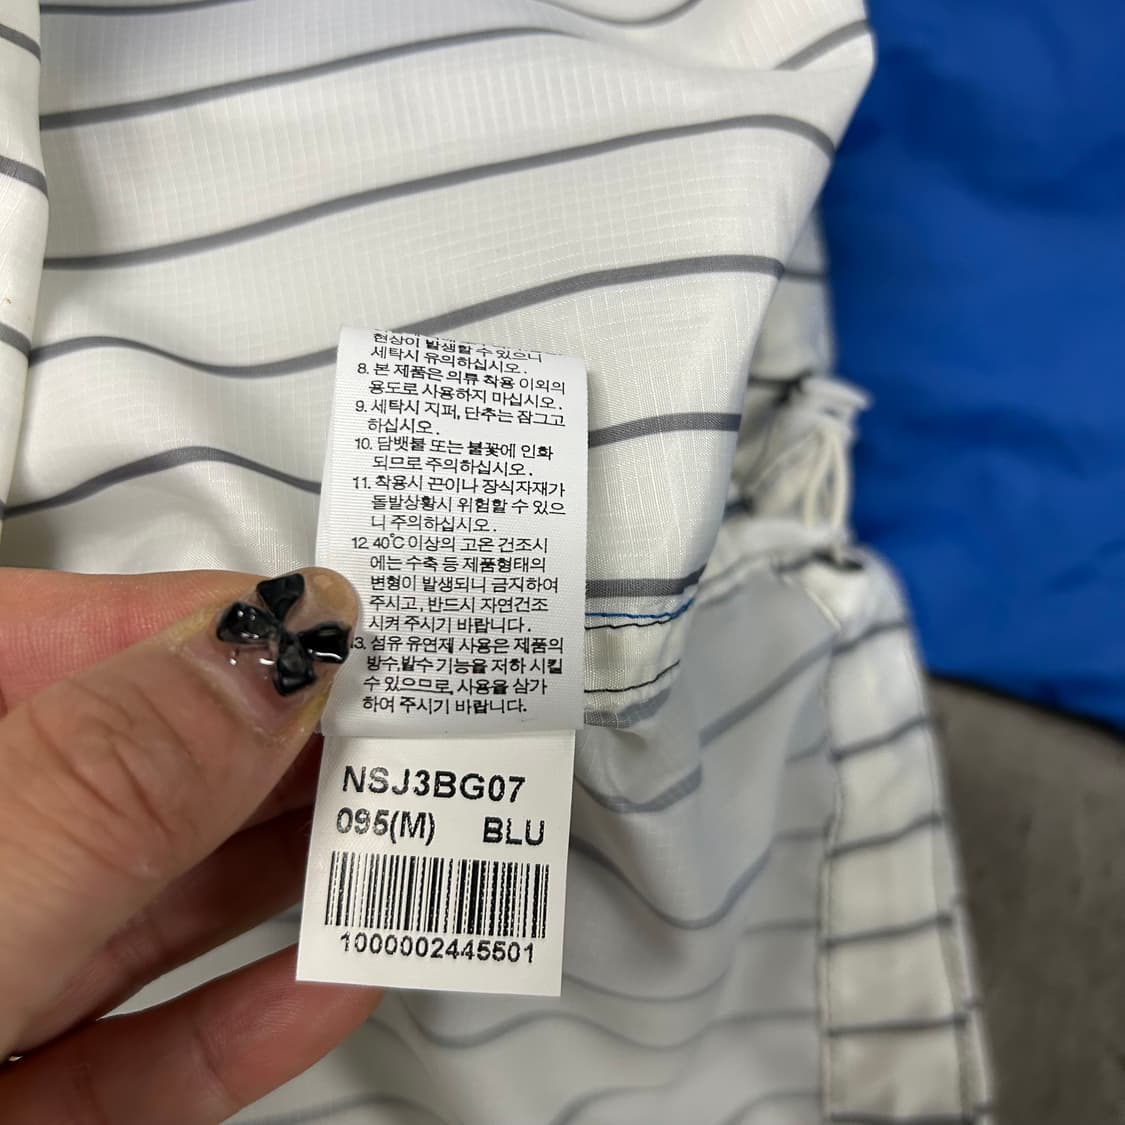 현상이 발생할 수 있으니
세탁시 유의하십시오.
8. 본 제품은 의류 착용 이외의
용도로 사용하지 마십시오.
9. 세탁시 지퍼, 단추는 잠그고
하십시오.
10. 담뱃불 또는 불꽃에 인화
되므로 주의하십시오.
11. 착용시 끈이나 장식자재가
돌발상황시 위험할 수 있으
니 주의하십시오.
12. 40℃ 이상의 고온 건조시
에는 수축 등 제품형태의
변형이 발생되니 금지하여
주시고, 반드시 자연건조
시켜 주시기 바랍니다.
3. 섬유 유연제 사용은 제품의
방수,발수 기능을 저하 시킬
수 있으므로, 사용을 삼가
하여 주시기 바랍니다.
NSJ3BG07
095(M) BLU
1000002445501